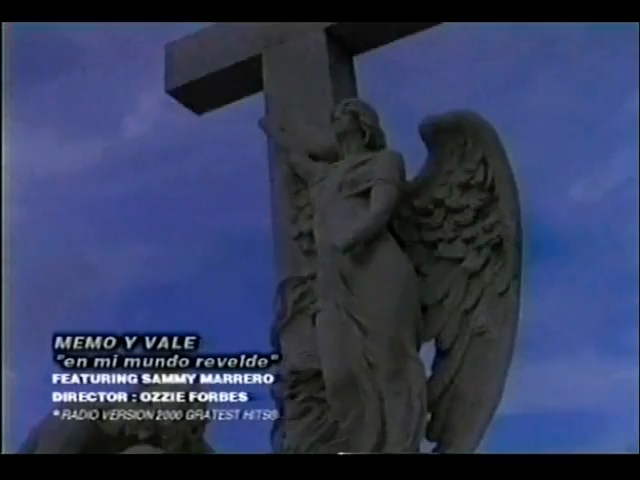 MEMO Y VALE
"en mi mundo revelde"
FEATURING SAMMY MARRERO
DIRECTOR : OZZIE FORBES
*RADIO VERSION 2000 GRATEST HITS®